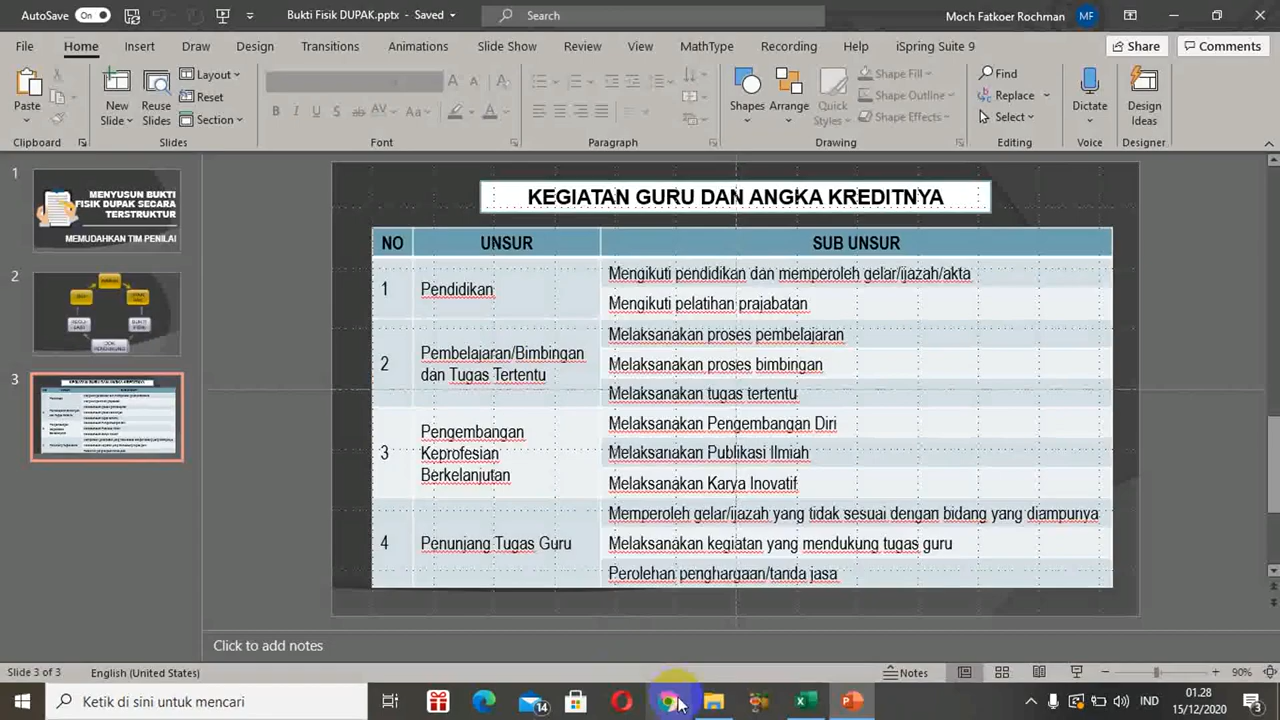 AutoSave On
Bukti Fisik DUPAK.pptx - Saved
Search
Moch Fatkoer Rochman MF
File Home Insert Draw Design Transitions Animations Slide Show Review View MathType Recording Help iSpring Suite 9 Share Comments
Paste
Clipboard
New Slide
Reuse Slides
Layout
Reset
Section
Slides
Font
Paragraph
Shapes
Arrange
Quick Styles
Shape Fill
Shape Outline
Shape Effects
Drawing
Find
Replace
Select
Editing
Dictate
Voice
Design Ideas
Designer
1
MENYUSUN BUKTI
FISIK DUPAK SECARA
TERSTRUKTUR
MEMUDAHKAN TIM PENILAI
2
3
KEGIATAN GURU DAN ANGKA KREDITNYA
NO UNSUR SUB UNSUR
1 Pendidikan
Mengikuti pendidikan dan memperoleh gelar/ijazah/akta
Mengikuti pelatihan prajabatan
2 Pembelajaran/Bimbingan
dan Tugas Tertentu
Melaksanakan proses pembelajaran
Melaksanakan proses bimbingan
Melaksanakan tugas tertentu
3 Pengembangan
Keprofesian
Berkelanjutan
Melaksanakan Pengembangan Diri
Melaksanakan Publikasi Ilmiah
Melaksanakan Karya Inovatif
4 Penunjang Tugas Guru
Memperoleh gelar/ijazah yang tidak sesuai dengan bidang yang diampunya
Melaksanakan kegiatan yang mendukung tugas guru
Perolehan penghargaan/tanda jasa
Click to add notes
Slide 3 of 3 English (United States) Notes 90%
Ketik di sini untuk mencari
14
IND
01.28
15/12/2020
3